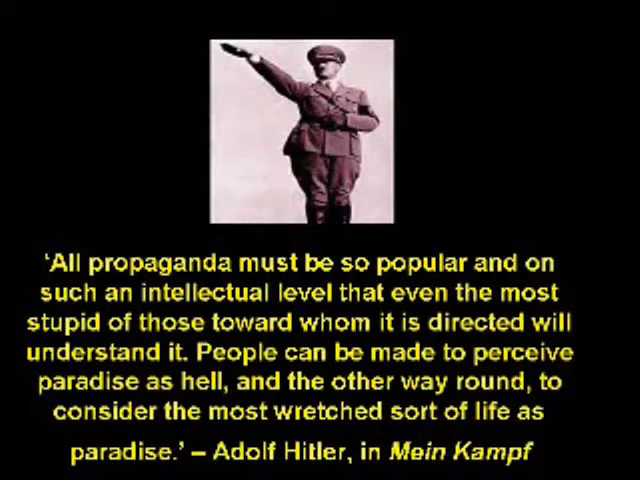 ‘All propaganda must be so popular and on
such an intellectual level that even the most
stupid of those toward whom it is directed will
understand it. People can be made to perceive
paradise as hell, and the other way round, to
consider the most wretched sort of life as
paradise.’ – Adolf Hitler, in Mein Kampf